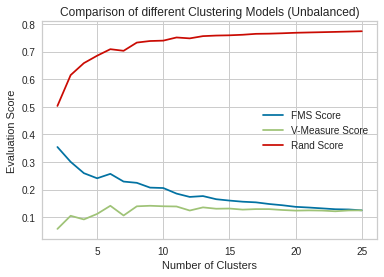 Comparison of different Clustering Models (Unbalanced)
Evaluation Score
0.8
0.7
0.6
0.5
0.4
0.3
0.2
0.1
FMS Score
V-Measure Score
Rand Score
5 10 15 20 25
Number of Clusters